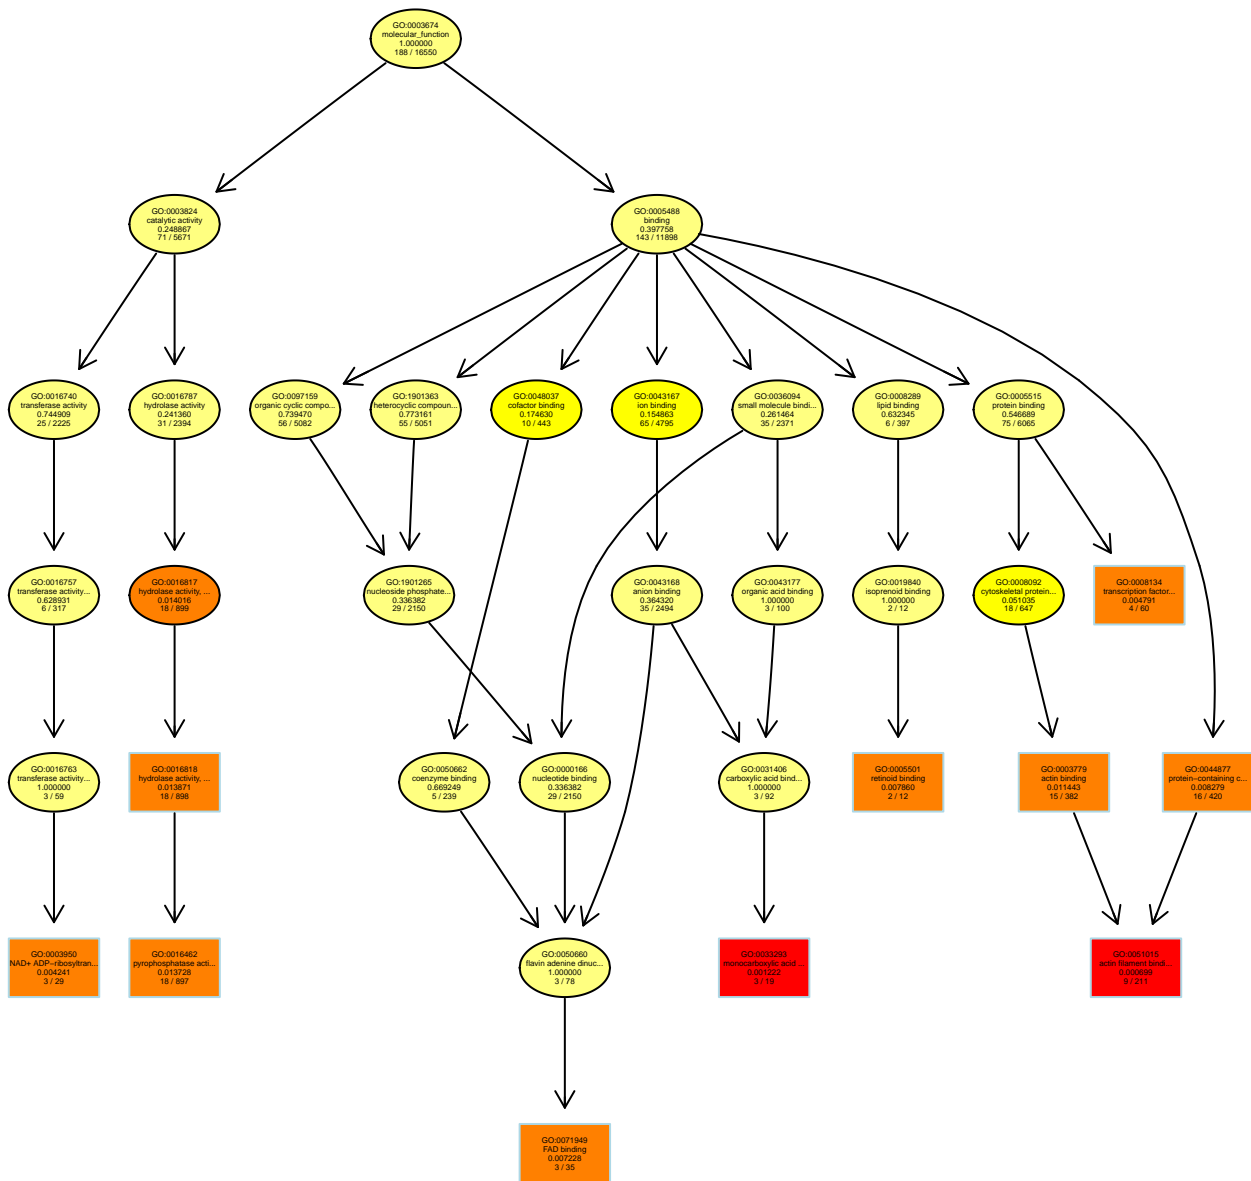 GO:0003674
molecular_function
1.000000
188 / 16550
GO:0003824
catalytic activity
0.248867
71 / 5671
GO:0005488
binding
0.397758
143 / 11898
GO:0016740
transferase activity
0.744909
25 / 2225
GO:0016787
hydrolase activity
0.241360
31 / 2394
GO:0097159
organic cyclic compo...
0.739470
56 / 5082
GO:1901363
heterocyclic compoun...
0.773161
55 / 5051
GO:0048037
cofactor binding
0.174630
10 / 443
GO:0043167
ion binding
0.154863
65 / 4795
GO:0036094
small molecule bindi...
0.261464
35 / 2371
GO:0008289
lipid binding
0.632345
6 / 397
GO:0005515
protein binding
0.546689
75 / 6065
GO:0016757
transferase activity...
0.628931
6 / 317
GO:0016817
hydrolase activity, ...
0.014016
18 / 899
GO:1901265
nucleoside phosphate...
0.336382
29 / 2150
GO:0043168
anion binding
0.364320
35 / 2494
GO:0043177
organic acid binding
1.000000
3 / 100
GO:0019840
isoprenoid binding
1.000000
2 / 12
GO:0008092
cytoskeletal protein...
0.051035
18 / 647
GO:0008134
transcription factor...
0.004791
4 / 60
GO:0016763
transferase activity...
1.000000
3 / 59
GO:0016818
hydrolase activity, ...
0.013871
18 / 898
GO:0050662
coenzyme binding
0.669249
5 / 239
GO:0000166
nucleotide binding
0.336382
29 / 2150
GO:0031406
carboxylic acid bind...
1.000000
3 / 92
GO:0005501
retinoid binding
0.007860
2 / 12
GO:0003779
actin binding
0.011443
15 / 382
GO:0044877
protein−containing c...
0.008279
16 / 420
GO:0003950
NAD+ ADP−ribosyltran...
0.004241
3 / 29
GO:0016462
pyrophosphatase acti...
0.013728
18 / 897
GO:0050660
flavin adenine dinuc...
1.000000
3 / 78
GO:0033293
monocarboxylic acid ...
0.001222
3 / 19
GO:0051015
actin filament bindi...
0.000899
9 / 211
GO:0071949
FAD binding
0.007228
3 / 35